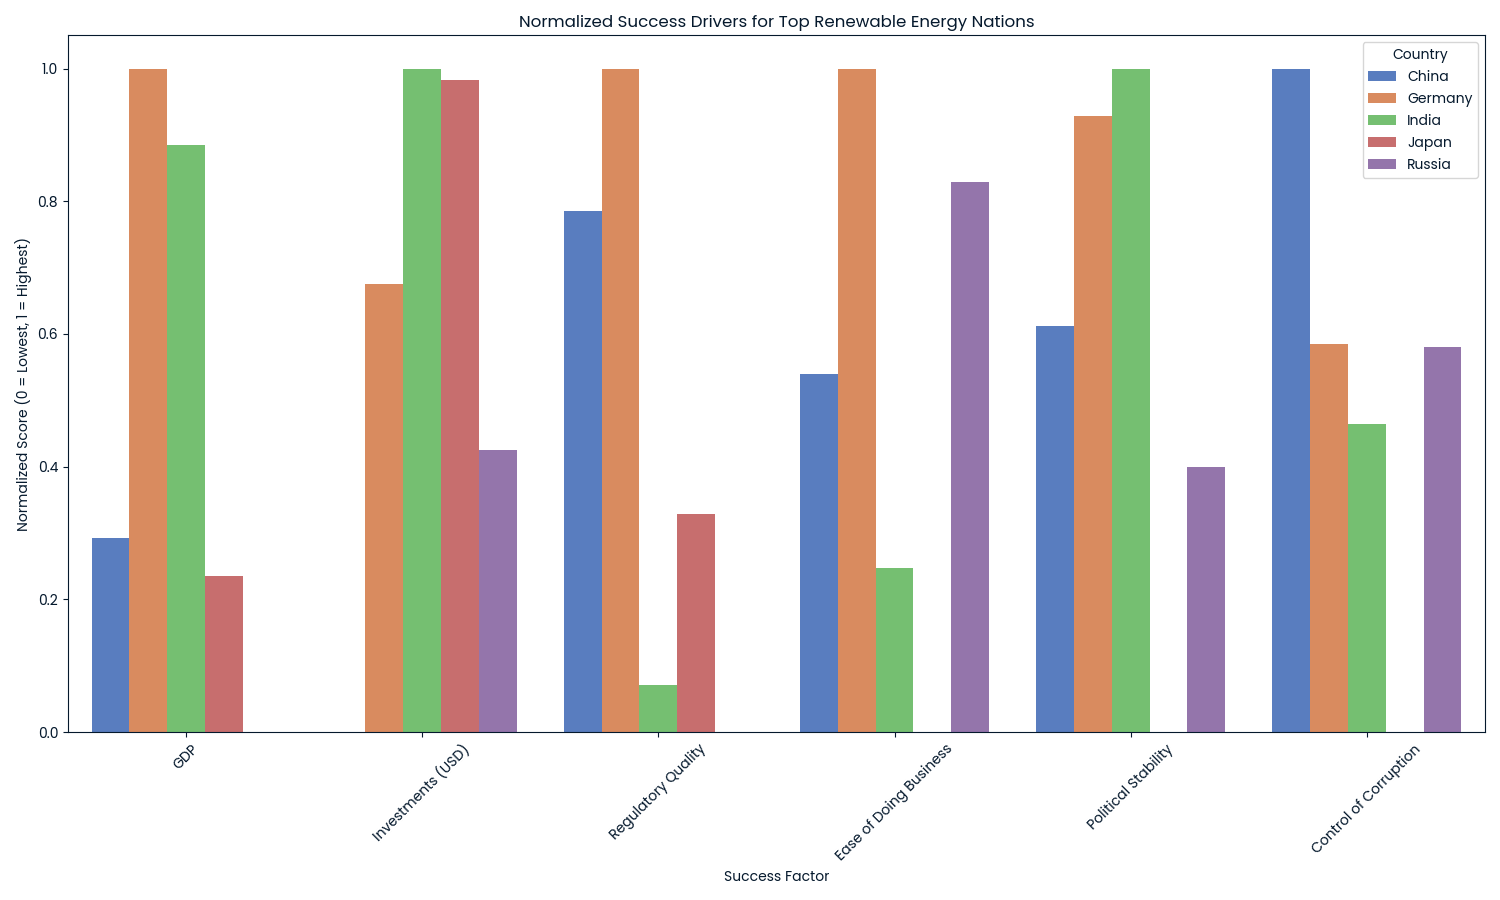 Normalized Success Drivers for Top Renewable Energy Nations
Country
China
Germany
India
Japan
Russia
Normalized Score (0 = Lowest, 1 = Highest)
1.0
0.8
0.6
0.4
0.2
0.0
GDP
Investments (USD)
Regulatory Quality
Ease of Doing Business
Political Stability
Control of Corruption
Success Factor